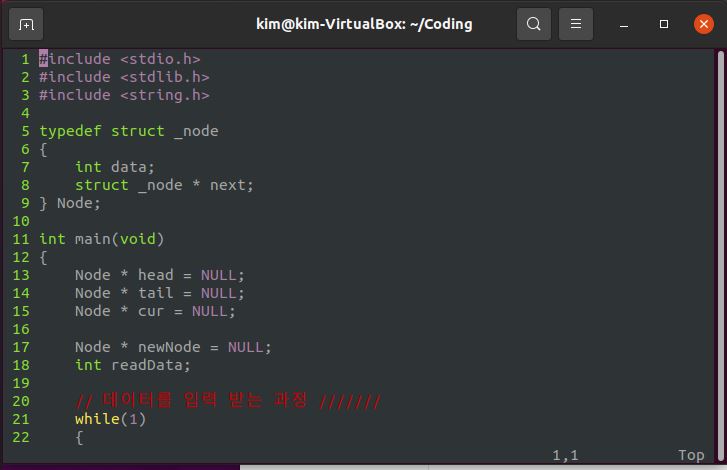 kim@kim-VirtualBox: ~/Coding
1 #include <stdio.h>
2 #include <stdlib.h>
3 #include <string.h>
4
5 typedef struct _node
6 {
7     int data;
8     struct _node * next;
9 } Node;
10
11 int main(void)
12 {
13     Node * head = NULL;
14     Node * tail = NULL;
15     Node * cur = NULL;
16
17     Node * newNode = NULL;
18     int readData;
19
20     // 데이터를 입력 받는 과정 ///////
21     while(1)
22     {
1,1 Top